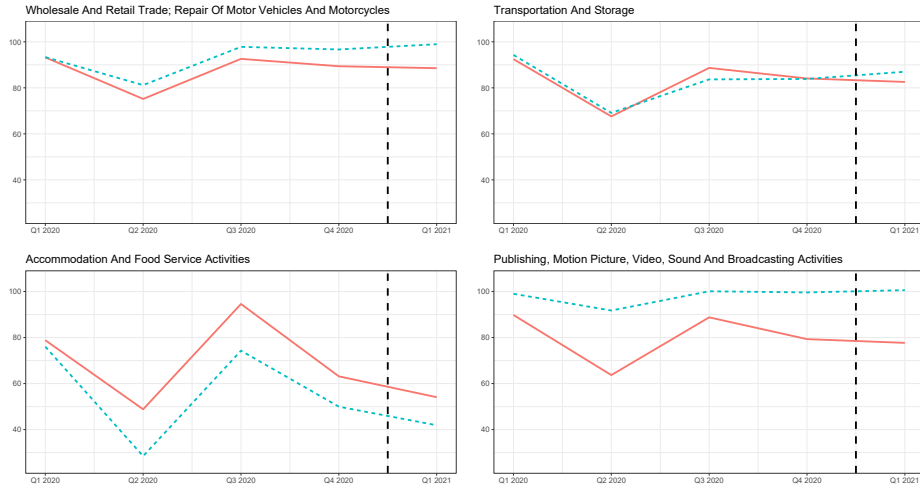 Wholesale And Retail Trade; Repair Of Motor Vehicles And Motorcycles
100
80
60
40
Q1 2020 Q2 2020 Q3 2020 Q4 2020 Q1 2021
Transportation And Storage
100
80
60
40
Q1 2020 Q2 2020 Q3 2020 Q4 2020 Q1 2021
Accommodation And Food Service Activities
100
80
60
40
Q1 2020 Q2 2020 Q3 2020 Q4 2020 Q1 2021
Publishing, Motion Picture, Video, Sound And Broadcasting Activities
100
80
60
40
Q1 2020 Q2 2020 Q3 2020 Q4 2020 Q1 2021